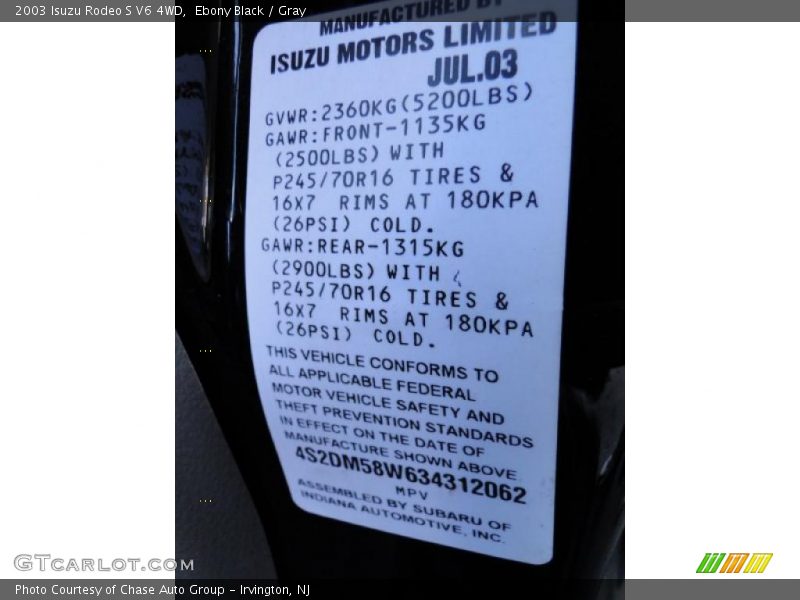 2003 Isuzu Rodeo S V6 4WD, Ebony Black / Gray
MANUFACTURED BY
ISUZU MOTORS LIMITED
JUL.03
GVWR:2360KG(5200LBS)
GAWR:FRONT-1135KG
(2500LBS) WITH
P245/70R16 TIRES &
16X7 RIMS AT 180KPA
(26PSI) COLD.
GAWR:REAR-1315KG
(2900LBS) WITH
P245/70R16 TIRES &
16X7 RIMS AT 180KPA
(26PSI) COLD.
THIS VEHICLE CONFORMS TO
ALL APPLICABLE FEDERAL
MOTOR VEHICLE SAFETY AND
THEFT PREVENTION STANDARDS
IN EFFECT ON THE DATE OF
MANUFACTURE SHOWN ABOVE.
4S2DM58W634312062
MPV
ASSEMBLED BY SUBARU OF
INDIANA AUTOMOTIVE, INC.
GTCarLot.com
Photo Courtesy of Chase Auto Group - Irvington, NJ